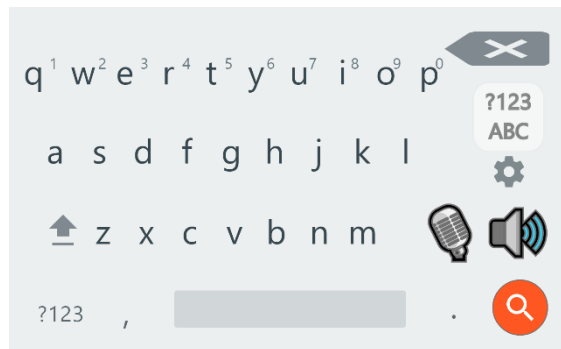 q1 w2 e3 r4 t5 y6 u7 i8 o9 p0
?123
ABC
a s d f g h j k l
z x c v b n m
?123 , .